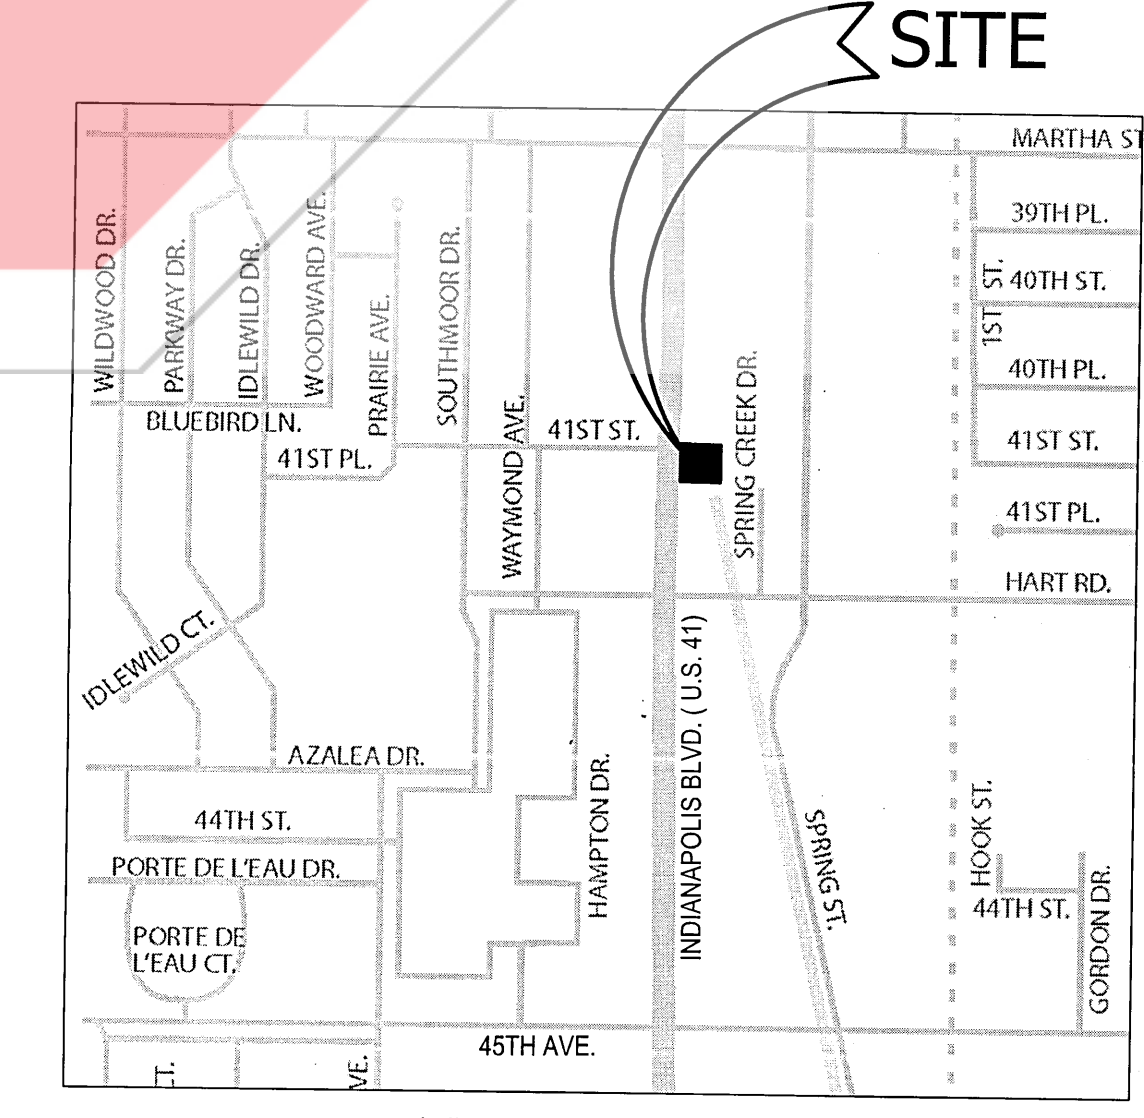 SITE
MARTHA ST
39TH PL.
1ST ST.
40TH ST.
40TH PL.
41ST ST.
41ST PL.
HART RD.
WILDWOOD DR.
PARKWAY DR.
IDLEWILD DR.
WOODWARD AVE.
PRAIRIE AVE.
SOUTHMOOR DR.
WAYMOND AVE.
41ST ST.
SPRING CREEK DR.
BLUEBIRD LN.
41ST PL.
IDLEWILD CT.
AZALEA DR.
44TH ST.
PORTE DE L'EAU DR.
PORTE DE
L'EAU CT.
HAMPTON DR.
INDIANAPOLIS BLVD. ( U.S. 41)
SPRING ST.
HOOK ST.
44TH ST.
GORDON DR.
45TH AVE.
CT.
VE.